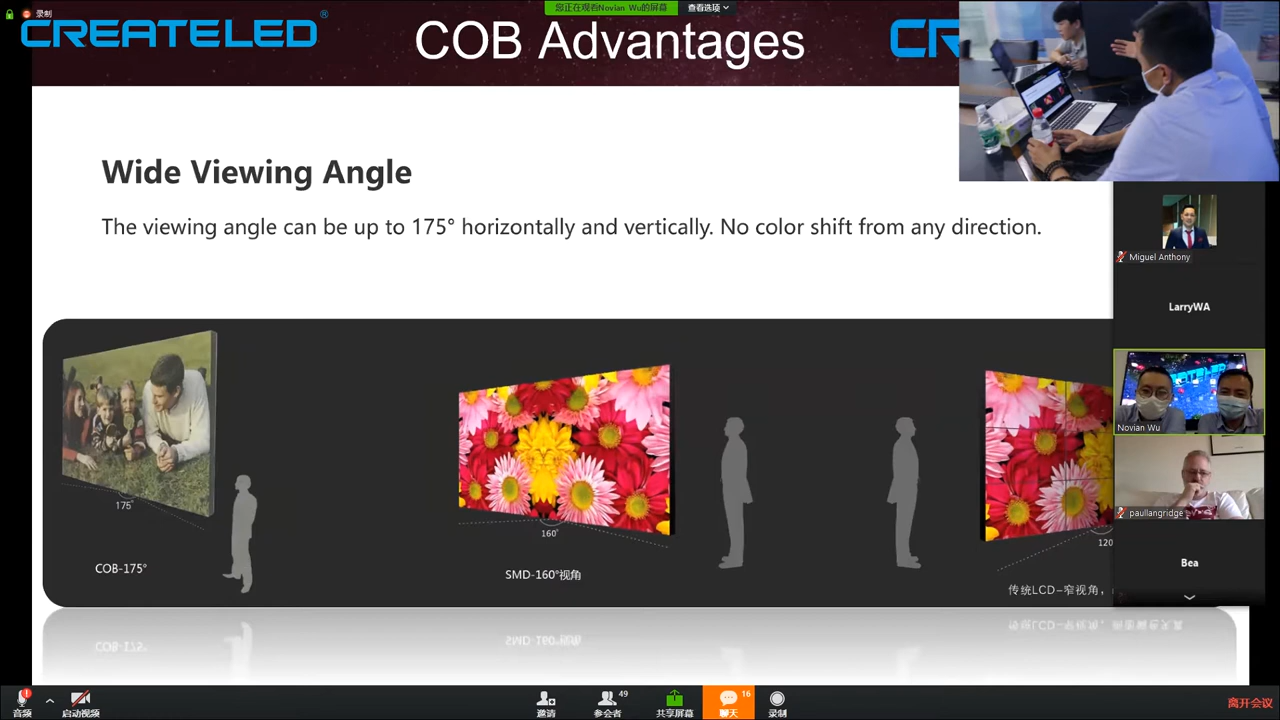 录制
您正在观看Novian Wu的屏幕
查看选项
CREATELED®
COB Advantages
CR
Wide Viewing Angle
The viewing angle can be up to 175° horizontally and vertically. No color shift from any direction.
Miguel Anthony
LarryWA
Novian Wu
paullangridge
Bea
175°
160°
120
COB-175°
SMD-160°视角
传统LCD-窄视角,
音频
启动视频
邀请
49
参会者
共享屏幕
16
聊天
录制
离开会议